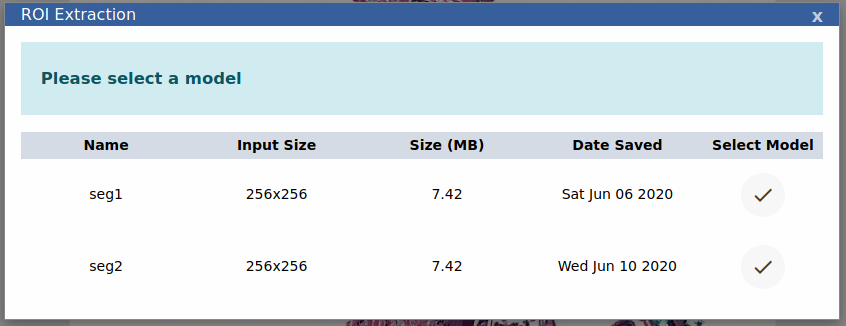 ROI Extraction x
Please select a model
Name Input Size Size (MB) Date Saved Select Model
seg1 256x256 7.42 Sat Jun 06 2020
seg2 256x256 7.42 Wed Jun 10 2020